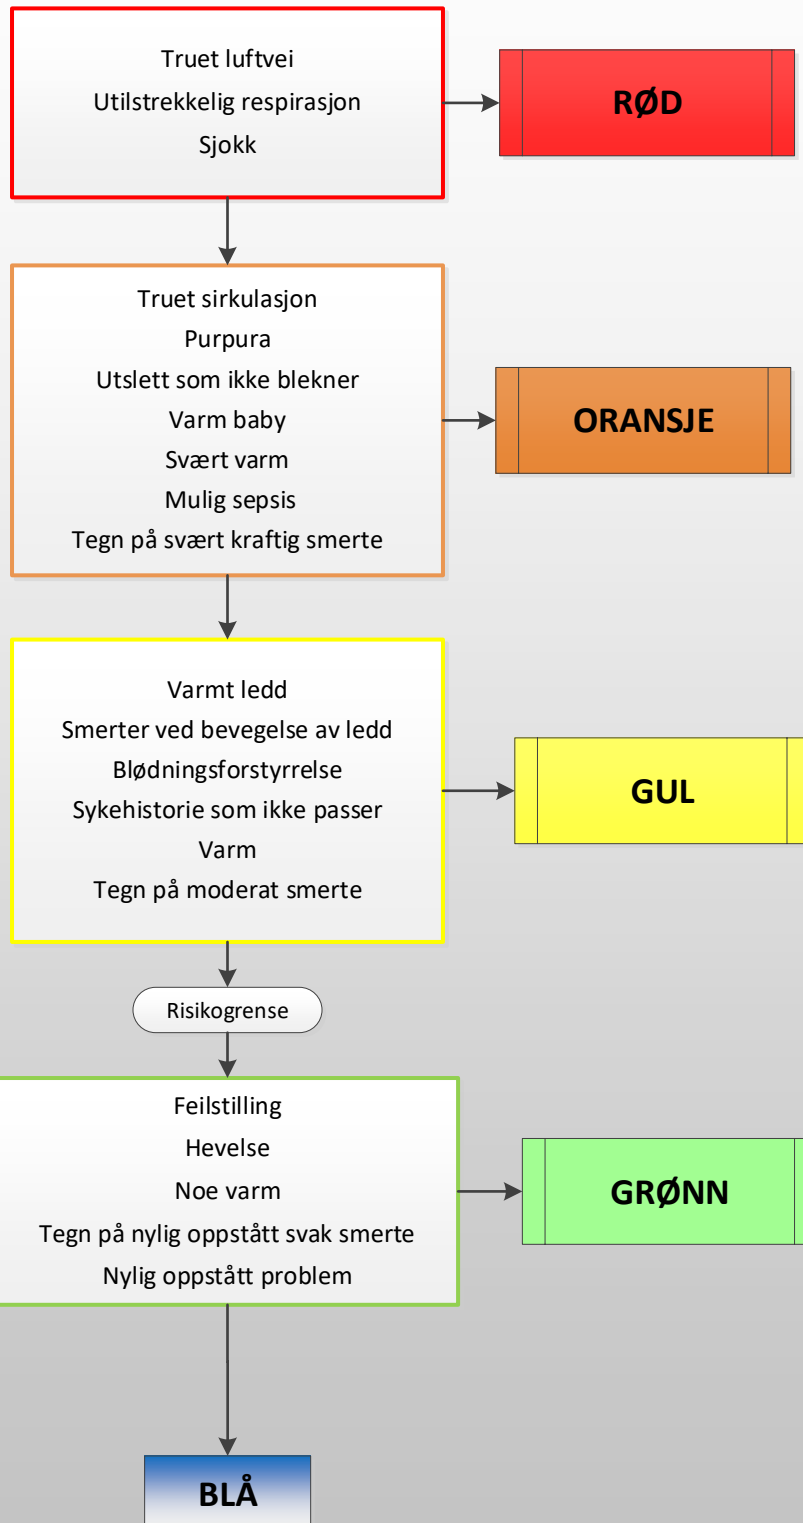 Truet luftvei
Utilstrekkelig respirasjon
Sjokk
RØD
Truet sirkulasjon
Purpura
Utslett som ikke blekner
Varm baby
Svært varm
Mulig sepsis
Tegn på svært kraftig smerte
ORANSJE
Varmt ledd
Smerter ved bevegelse av ledd
Blødningsforstyrrelse
Sykehistorie som ikke passer
Varm
Tegn på moderat smerte
GUL
Risikogrense
Feilstilling
Hevelse
Noe varm
Tegn på nylig oppstått svak smerte
Nylig oppstått problem
GRØNN
BLÅ